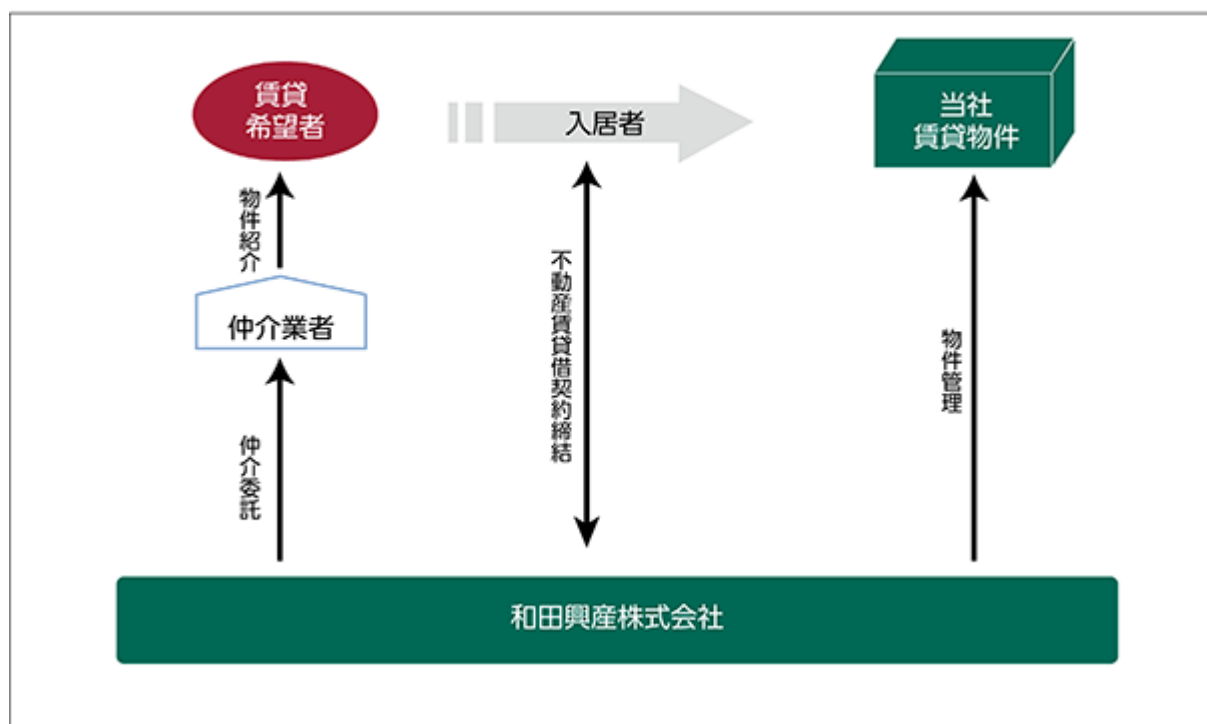 賃貸
希望者
入居者
当社
賃貸物件
物件紹介
仲介業者
仲介委託
不動産賃貸借契約締結
物件管理
和田興産株式会社